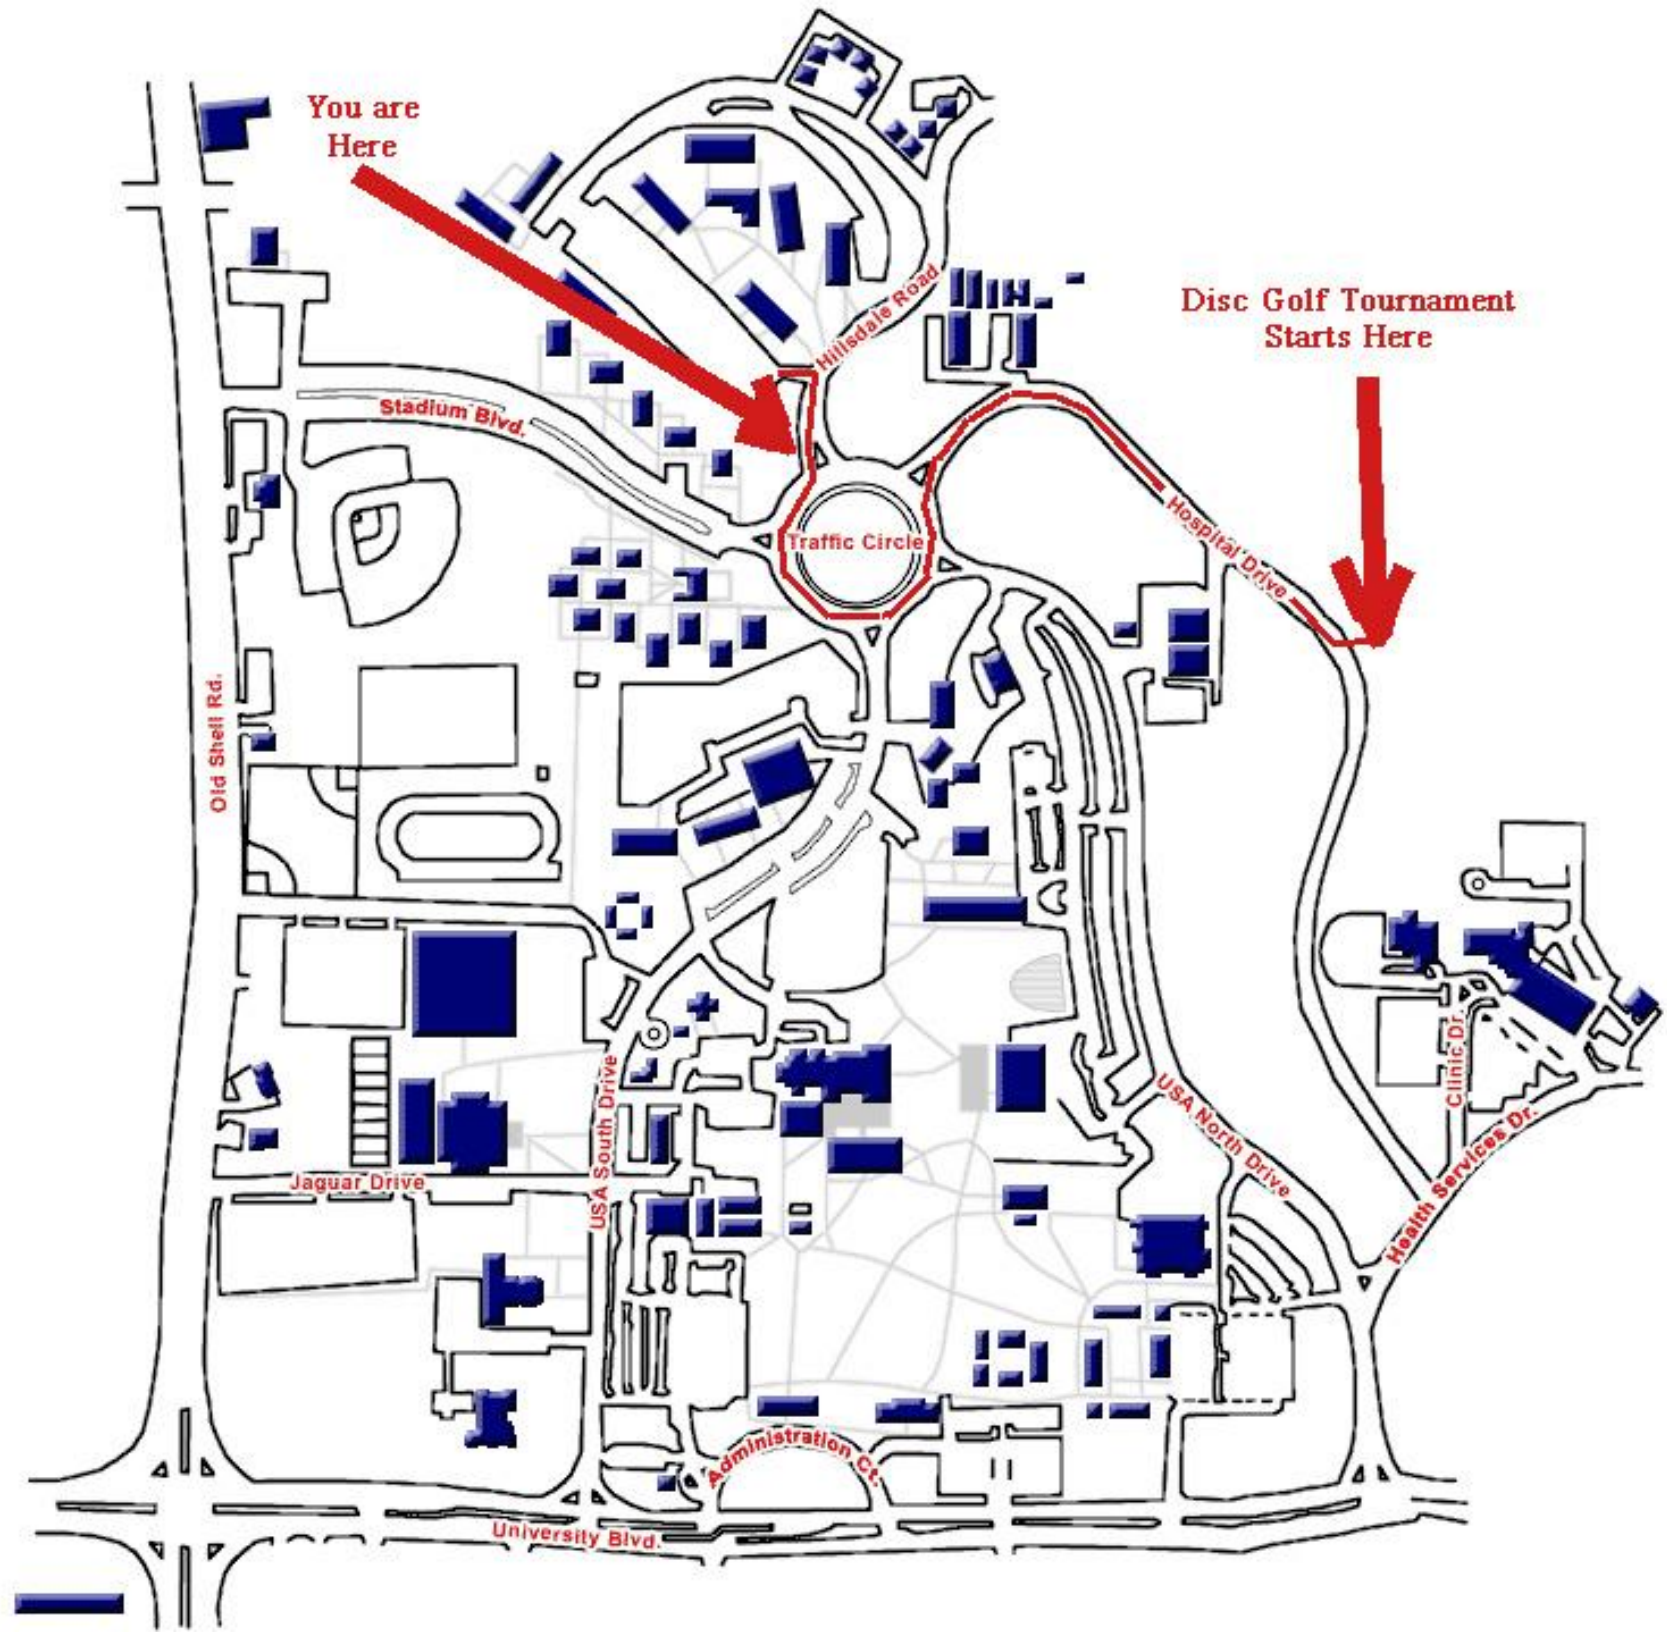 You are
Here
Disc Golf Tournament
Starts Here
Hillsdale Road
Stadium Blvd.
Traffic Circle
Hospital Drive
Old Shell Rd.
Clinic Dr.
USA South Drive
USA North Drive
Health Services Dr.
Jaguar Drive
Administration Ct.
University Blvd.